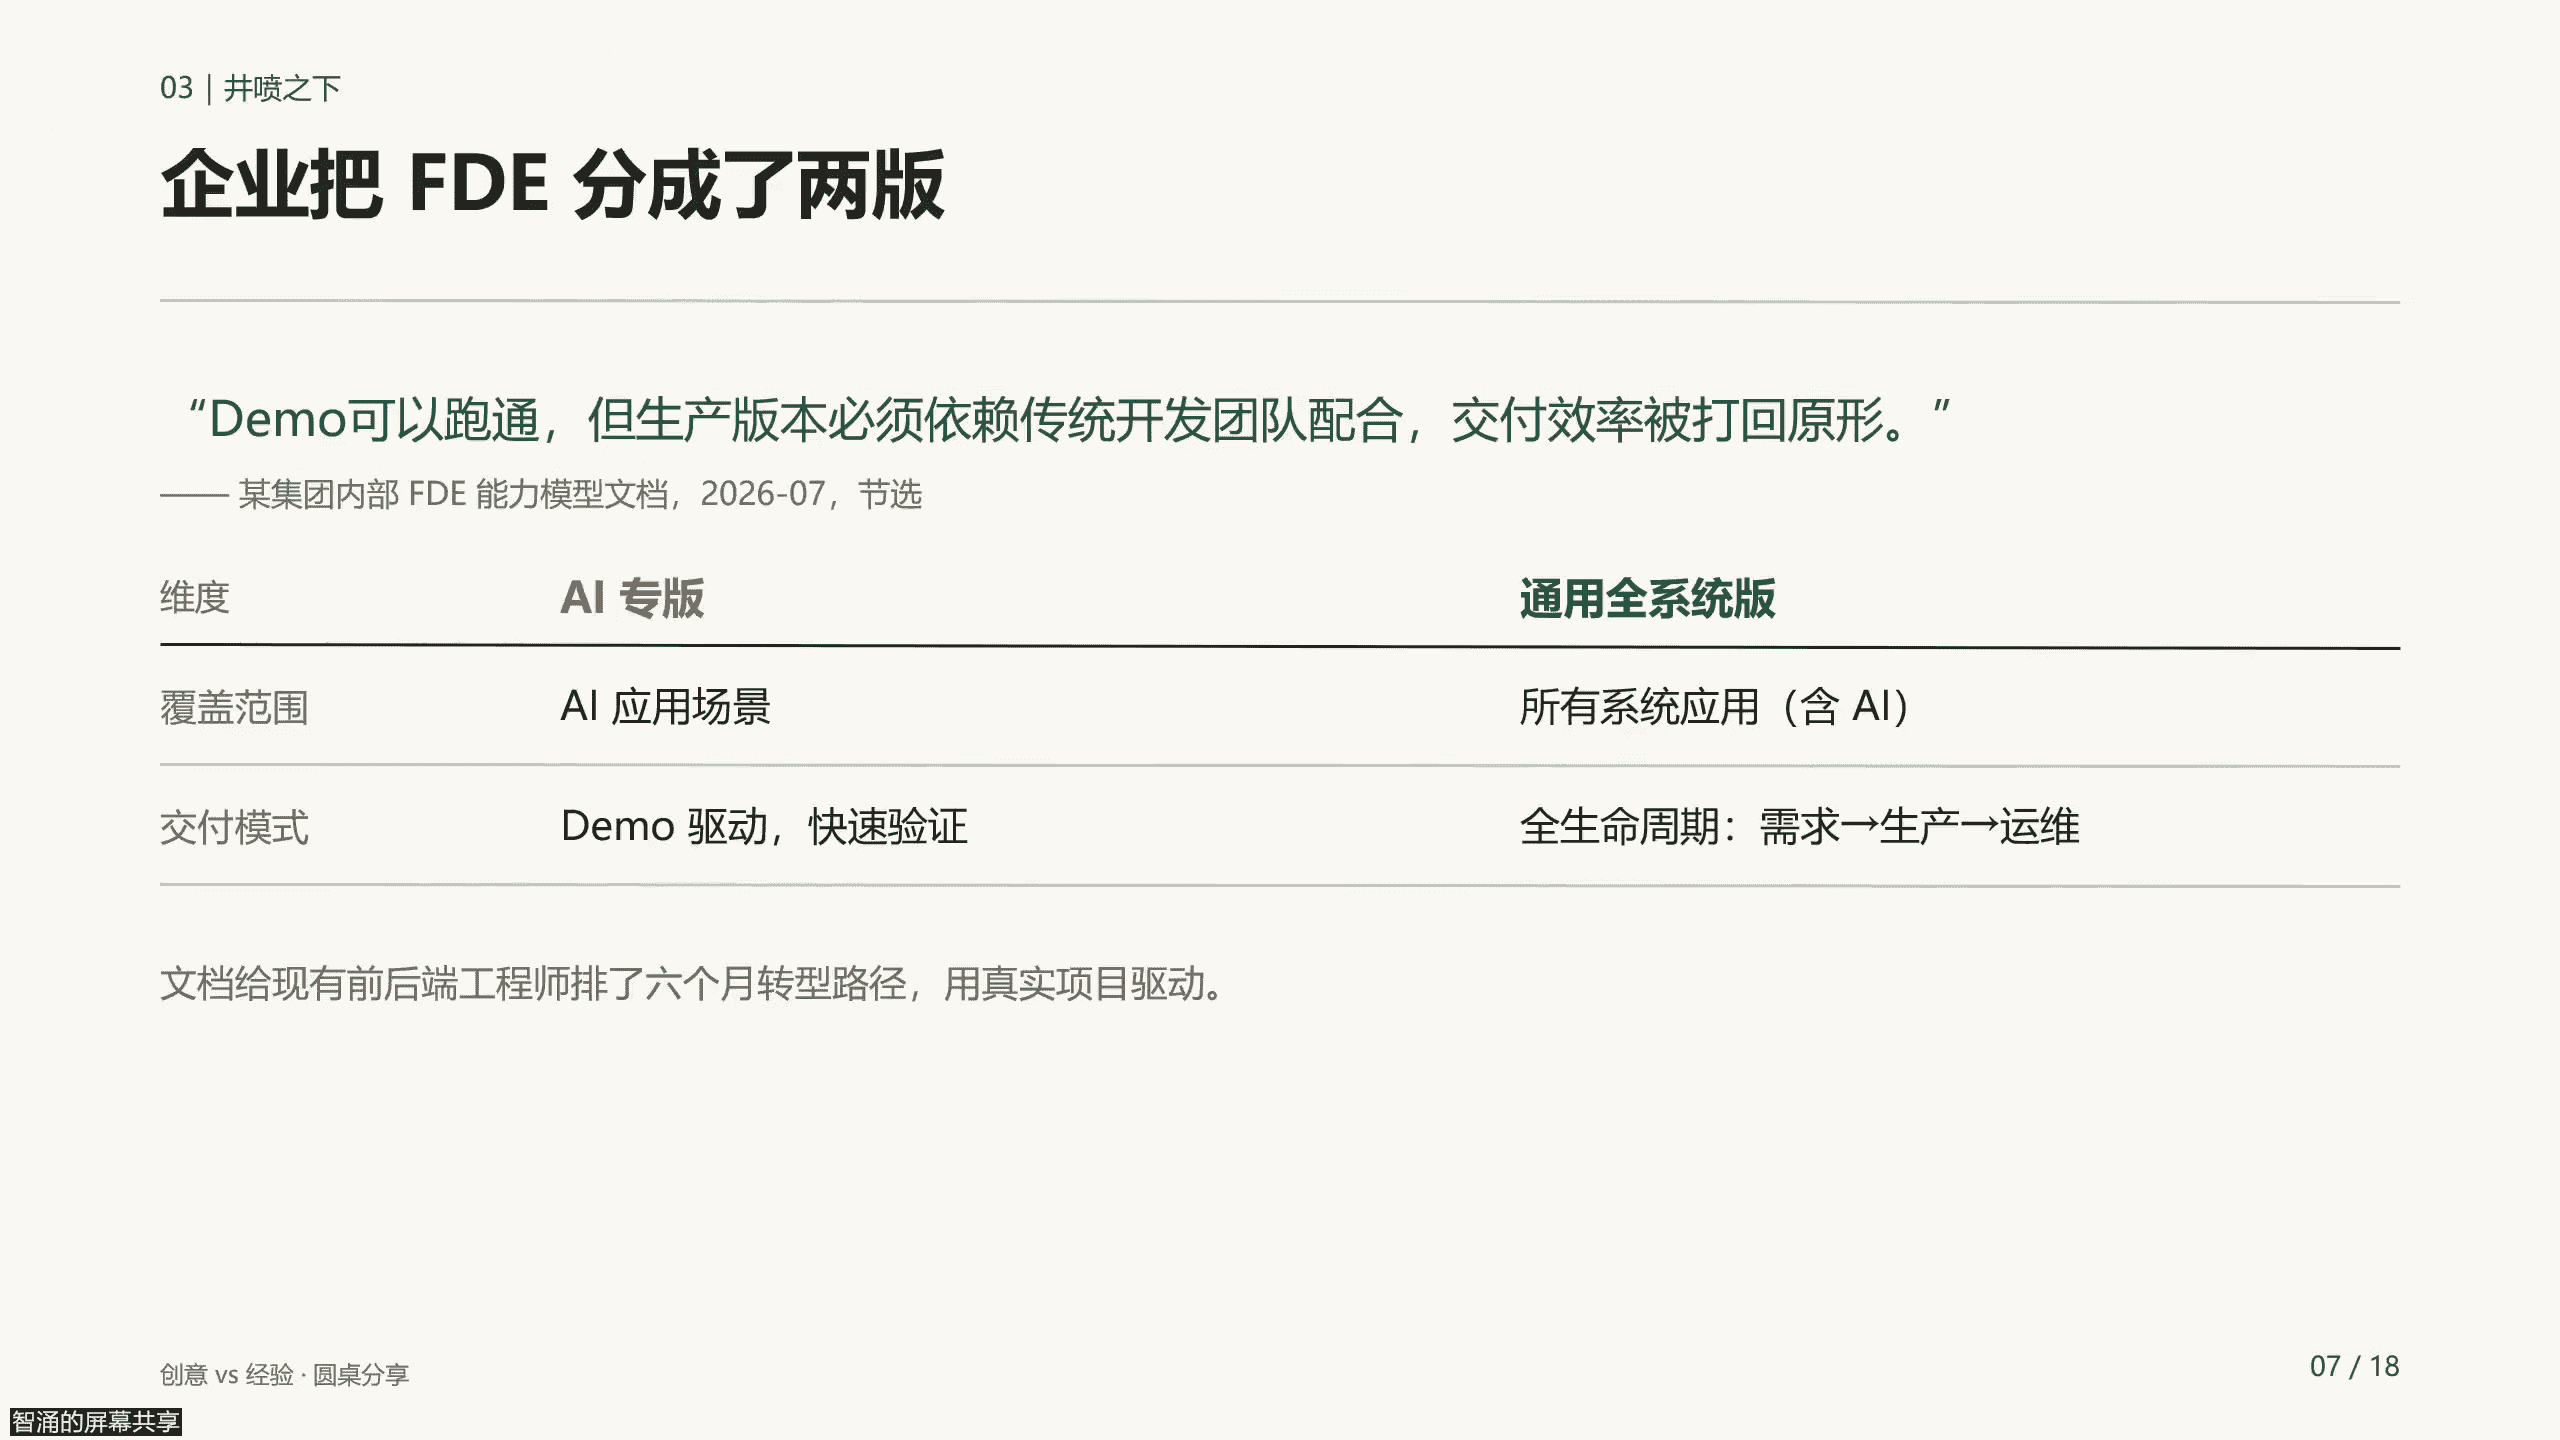 03 | 井喷之下
企业把 FDE 分成了两版
“Demo可以跑通，但生产版本必须依赖传统开发团队配合，交付效率被打回原形。”
—— 某集团内部 FDE 能力模型文档，2026-07，节选
维度 AI 专版 通用全系统版
覆盖范围 AI 应用场景 所有系统应用（含 AI）
交付模式 Demo 驱动，快速验证 全生命周期：需求→生产→运维
文档给现有前后端工程师排了六个月转型路径，用真实项目驱动。
创意 vs 经验 · 圆桌分享
07 / 18
智涌的屏幕共享